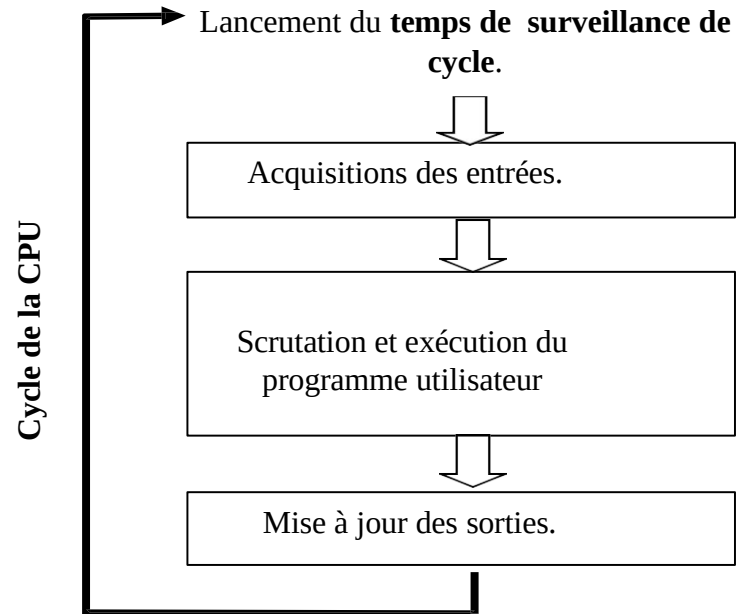 Lancement du temps de surveillance de
cycle.
Acquisitions des entrées.
Cycle de la CPU
Scrutation et exécution du
programme utilisateur
Mise à jour des sorties.